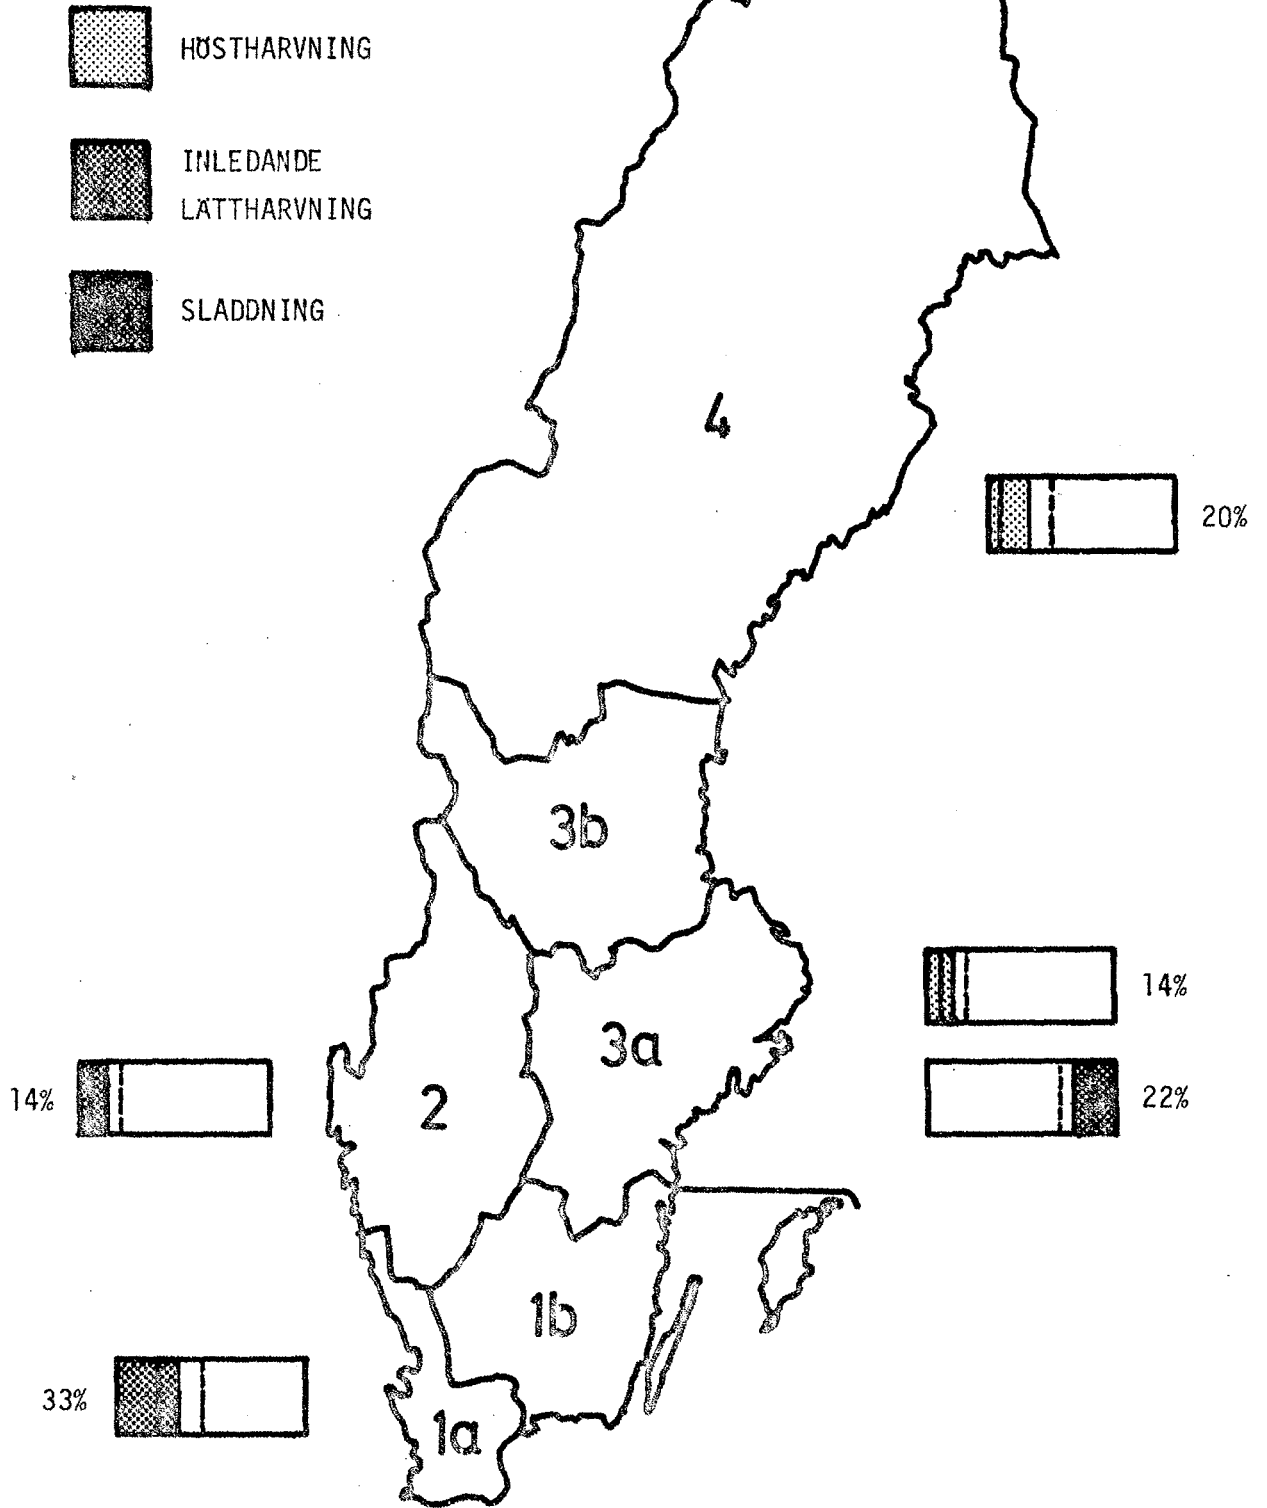 HÖSTHARVNING
INLEDANDE
LÄTTHARVNING
SLADDNING
4
20%
3b
14%
3a
14%
2
22%
1b
33%
1a